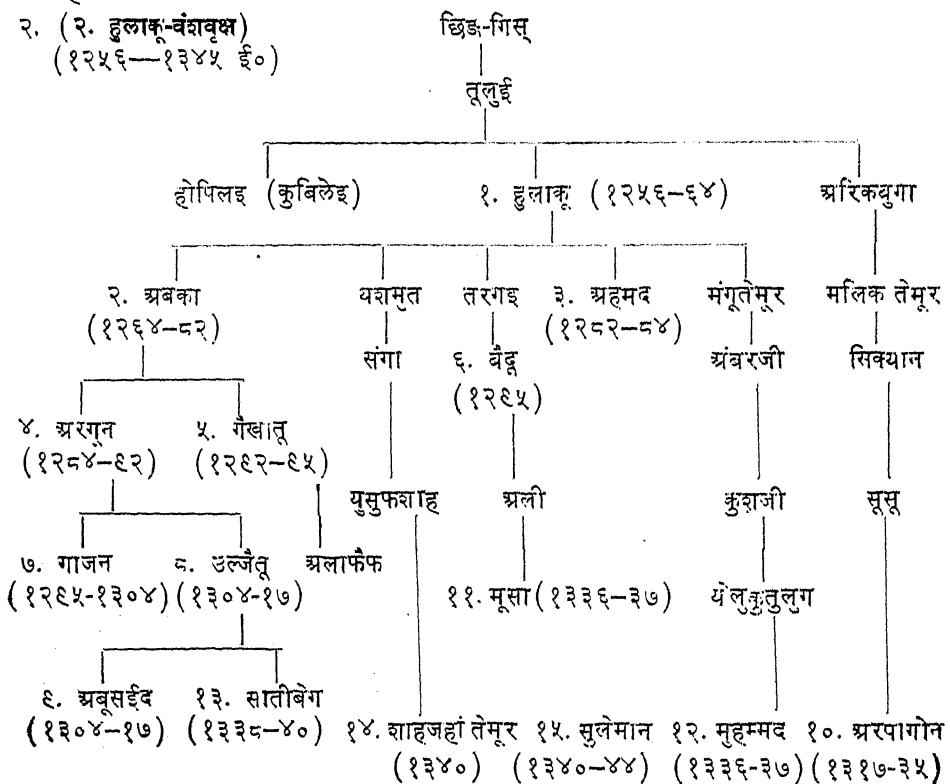 २. (२. हुलाकू-वंशवृक्ष) छिङ-गिस्
(१२५६—१३४५ ई०)
तूलुई
होपिलइ (कुबिलेइ) १. हुलाकू (१२५६–६४) अरिकबुगा
२. अबका यशमुत तरगइ ३. अहमद मंगूतेमूर मलिक तेमूर
(१२६४–८२) (१२८२–८४)
संगा ६. बैदू अंबरजी सिक्यान
(१२९५)
४. अरगून ५. गैखातू
(१२८४–९२) (१२९२–९५)
युसुफशाह अली कुशजी सूसू
७. गाजन ८. उल्जैतू अलाफैफ
(१२९५-१३०४) (१३०४-१७) ११. मूसा (१३३६–३७) येलुकुतुलुग
९. अबूसईद १३. सातीबेग
(१३०४–१७) (१३३८–४०) १४. शाहजहां तेमूर १५. सुलेमान १२. मुहम्मद १०. अरपागोन
(१३४०) (१३४०–४४) (१३३६-३७) (१३१७-३५)